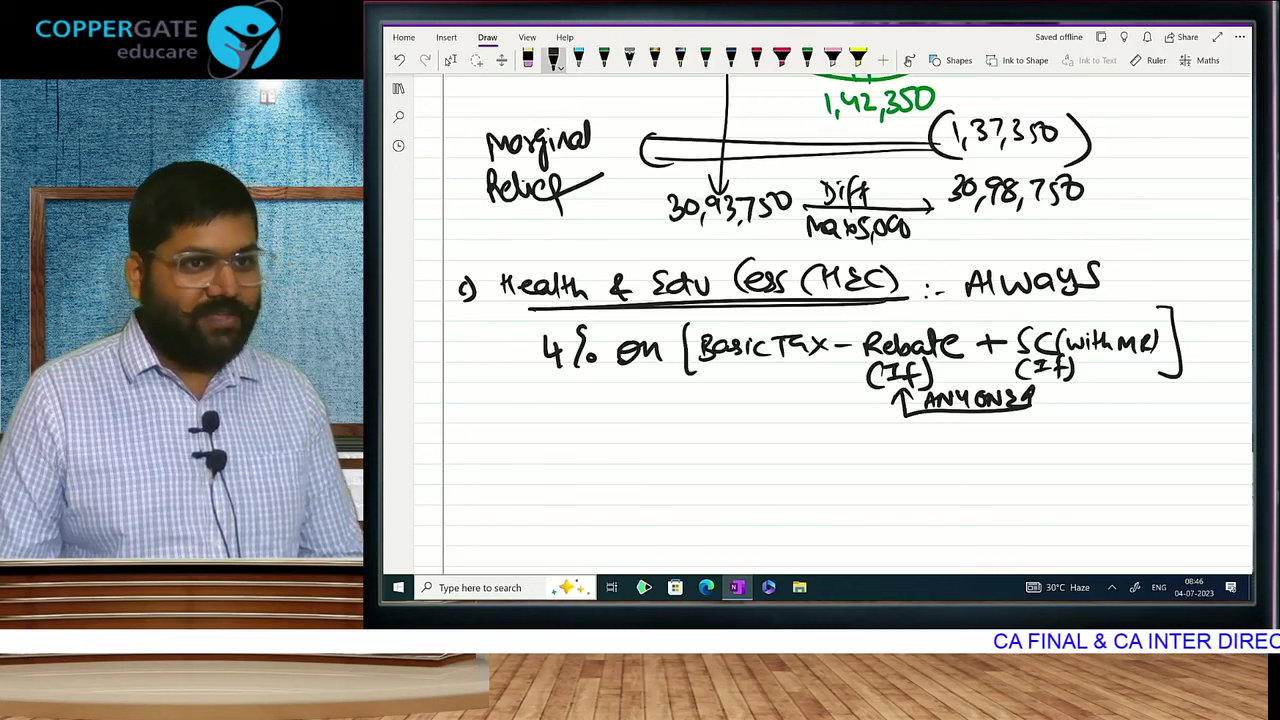 COPPERGATE
educare
Home Insert Draw View Help
Saved offline
Share
Shapes
Ink to Shape
Ink to Text
Ruler
Maths
1,42,350
Marginal (1,37,350)
Relief
30,93,750 Diff 30,98,750
c) Health & Edu Cess (HEC) :- Always
4% on [Basic Tax - Rebate + SC (with MR)]
(If) (If)
ANYONE
Type here to search
30°C Haze
ENG
08:46
04-07-2023
CA FINAL & CA INTER DIREC